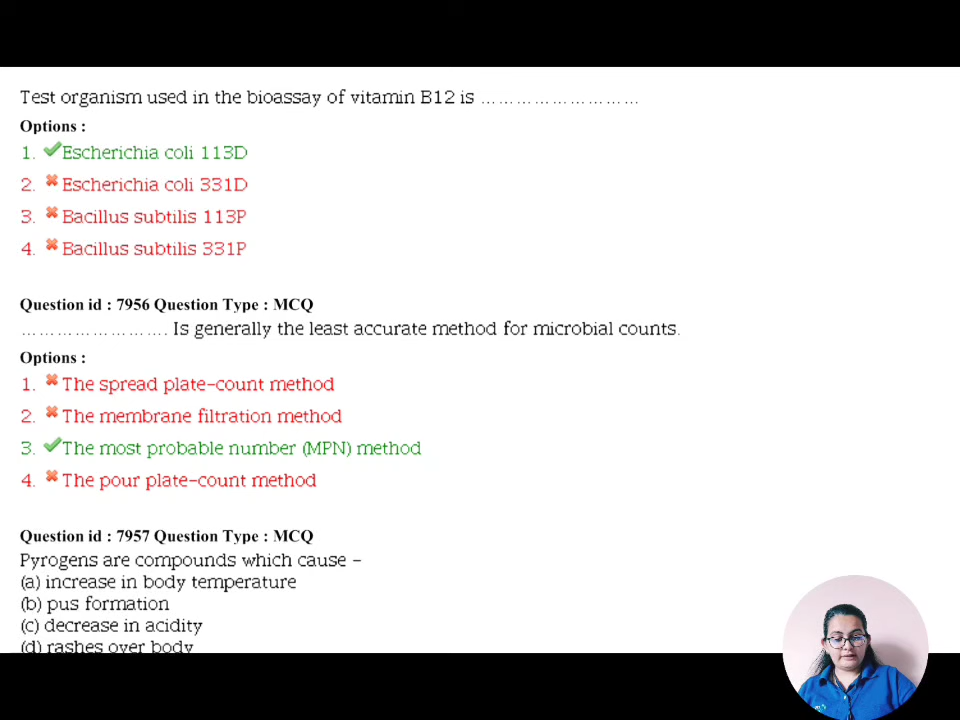 Test organism used in the bioassay of vitamin B12 is ………………………
Options :
1. Escherichia coli 113D
2. Escherichia coli 331D
3. Bacillus subtilis 113P
4. Bacillus subtilis 331P
Question id : 7956 Question Type : MCQ
……………………. Is generally the least accurate method for microbial counts.
Options :
1. The spread plate-count method
2. The membrane filtration method
3. The most probable number (MPN) method
4. The pour plate-count method
Question id : 7957 Question Type : MCQ
Pyrogens are compounds which cause -
(a) increase in body temperature
(b) pus formation
(c) decrease in acidity
(d) rashes over body